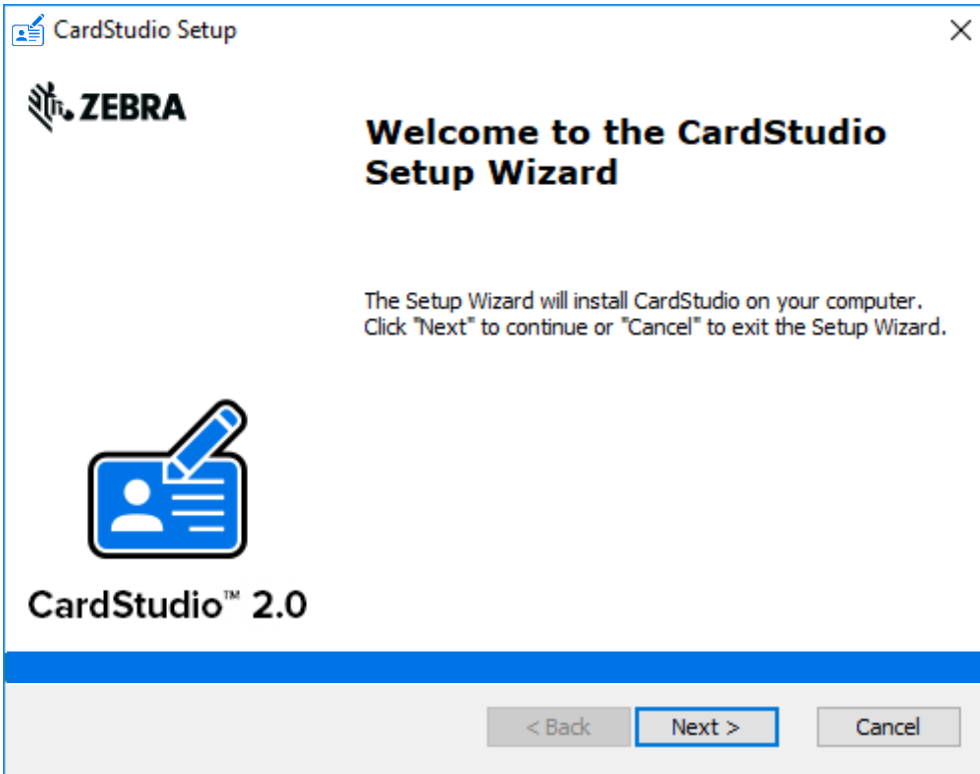 CardStudio Setup
ZEBRA
Welcome to the CardStudio
Setup Wizard
The Setup Wizard will install CardStudio on your computer.
Click "Next" to continue or "Cancel" to exit the Setup Wizard.
CardStudio™ 2.0
< Back
Next >
Cancel